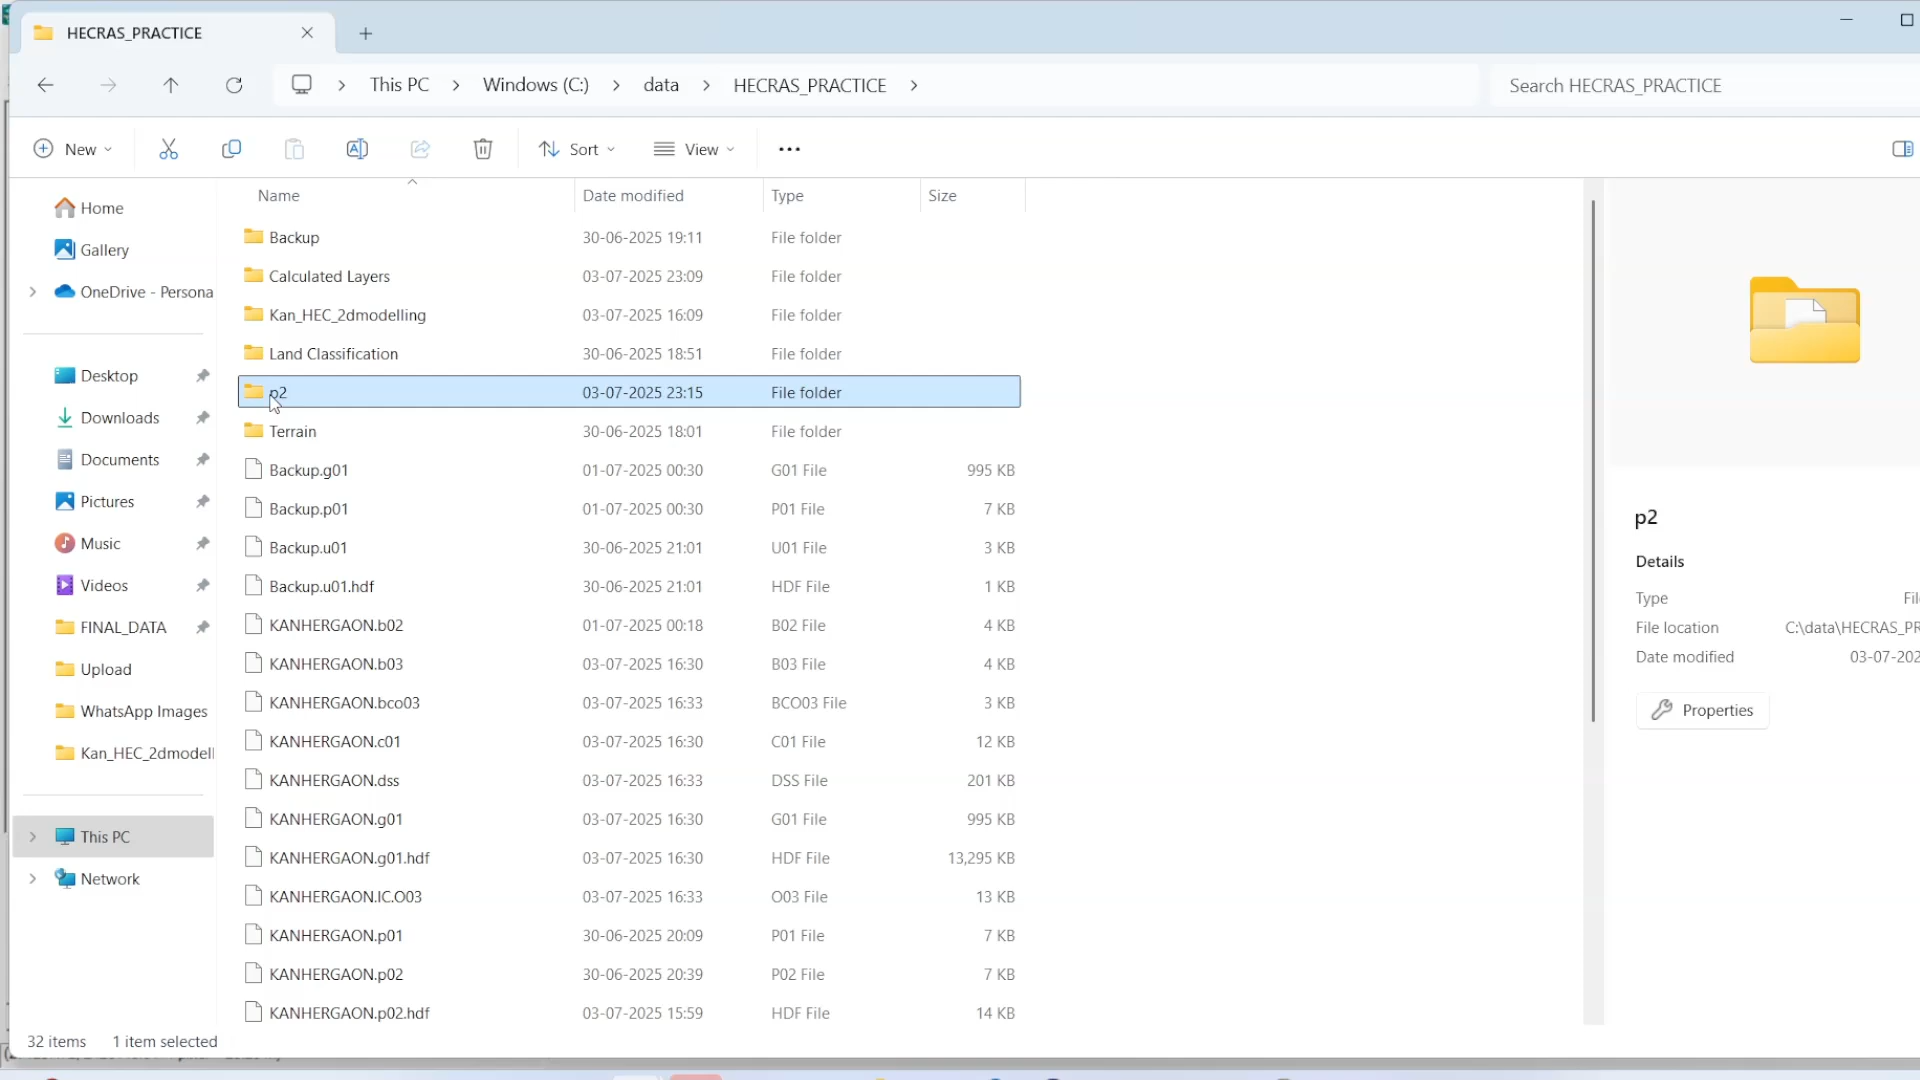 HECRAS_PRACTICE
This PC
Windows (C:)
data
HECRAS_PRACTICE
Search HECRAS_PRACTICE
New
Sort
View
Name Date modified Type Size
Home
Gallery
OneDrive - Persona
Desktop
Downloads
Documents
Pictures
Music
Videos
FINAL_DATA
Upload
WhatsApp Images
Kan_HEC_2dmodell
This PC
Network
Backup 30-06-2025 19:11 File folder
Calculated Layers 03-07-2025 23:09 File folder
Kan_HEC_2dmodelling 03-07-2025 16:09 File folder
Land Classification 30-06-2025 18:51 File folder
p2 03-07-2025 23:15 File folder
Terrain 30-06-2025 18:01 File folder
Backup.g01 01-07-2025 00:30 G01 File 995 KB
Backup.p01 01-07-2025 00:30 P01 File 7 KB
Backup.u01 30-06-2025 21:01 U01 File 3 KB
Backup.u01.hdf 30-06-2025 21:01 HDF File 1 KB
KANHERGAON.b02 01-07-2025 00:18 B02 File 4 KB
KANHERGAON.b03 03-07-2025 16:30 B03 File 4 KB
KANHERGAON.bco03 03-07-2025 16:33 BCO03 File 3 KB
KANHERGAON.c01 03-07-2025 16:30 C01 File 12 KB
KANHERGAON.dss 03-07-2025 16:33 DSS File 201 KB
KANHERGAON.g01 03-07-2025 16:30 G01 File 995 KB
KANHERGAON.g01.hdf 03-07-2025 16:30 HDF File 13,295 KB
KANHERGAON.IC.O03 03-07-2025 16:33 O03 File 13 KB
KANHERGAON.p01 30-06-2025 20:09 P01 File 7 KB
KANHERGAON.p02 30-06-2025 20:39 P02 File 7 KB
KANHERGAON.p02.hdf 03-07-2025 15:59 HDF File 14 KB
p2
Details
Type Fil
File location C:\data\HECRAS_PR
Date modified 03-07-202
Properties
32 items 1 item selected